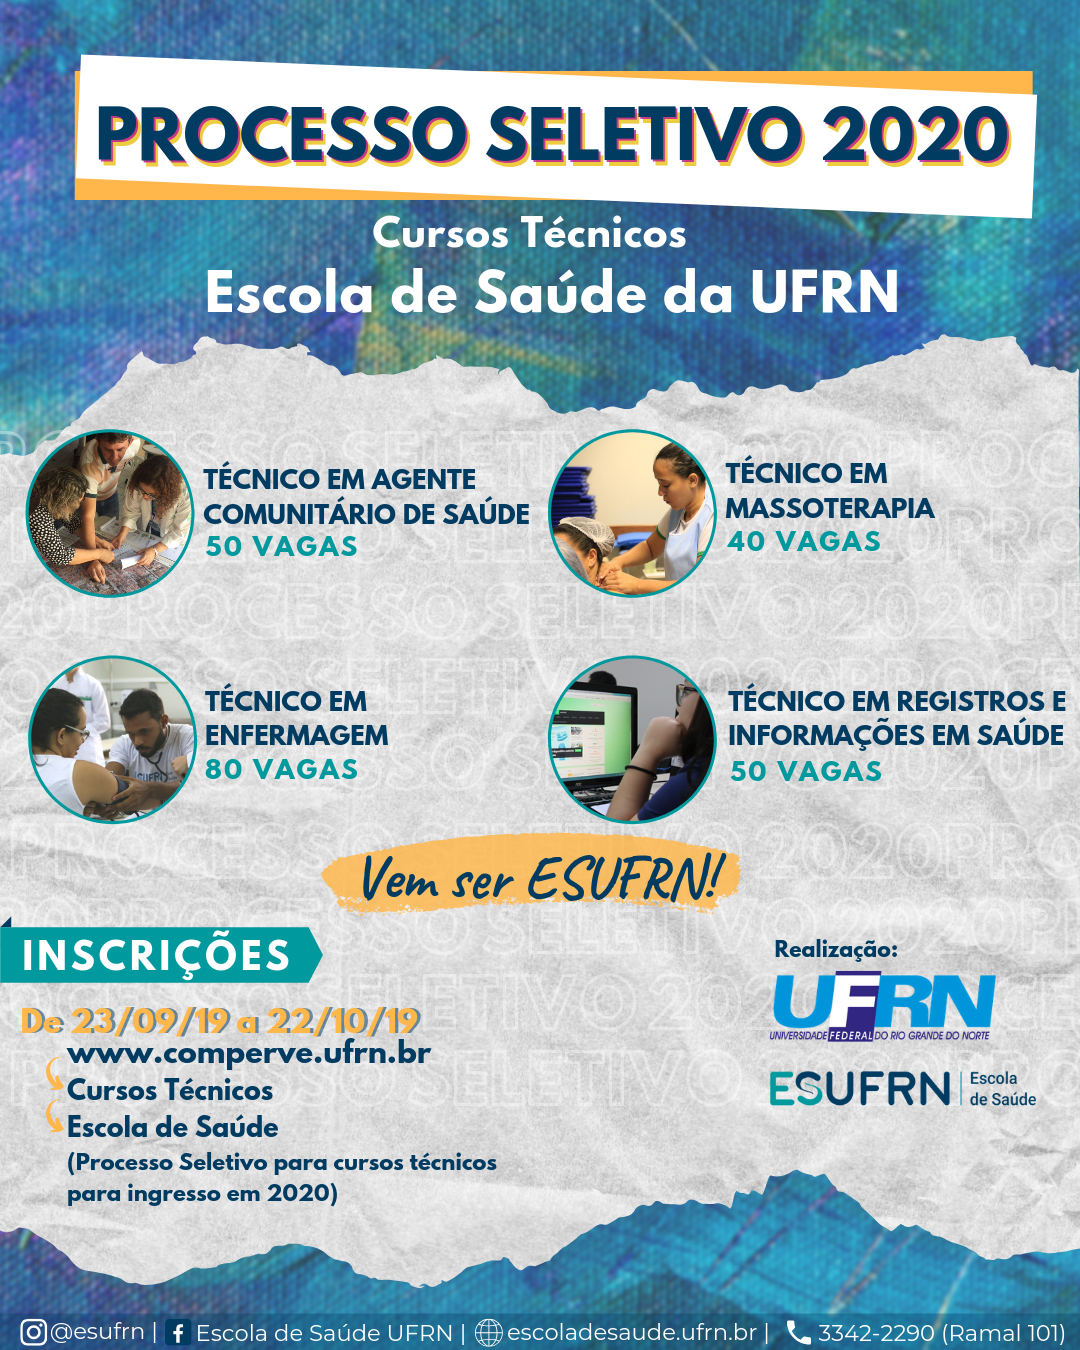 PROCESSO SELETIVO 2020
Cursos Técnicos
Escola de Saúde da UFRN
TÉCNICO EM AGENTE
COMUNITÁRIO DE SAÚDE
50 VAGAS
TÉCNICO EM
MASSOTERAPIA
40 VAGAS
TÉCNICO EM
ENFERMAGEM
80 VAGAS
TÉCNICO EM REGISTROS E
INFORMAÇÕES EM SAÚDE
50 VAGAS
Vem ser ESUFRN!
INSCRIÇÕES
De 23/09/19 a 22/10/19
www.comperve.ufrn.br
Cursos Técnicos
Escola de Saúde
(Processo Seletivo para cursos técnicos
para ingresso em 2020)
Realização:
UFRN
UNIVERSIDADE FEDERAL DO RIO GRANDE DO NORTE
ESUFRN | Escola
de Saúde
@esufrn | Escola de Saúde UFRN | escoladesaude.ufrn.br | 3342-2290 (Ramal 101)